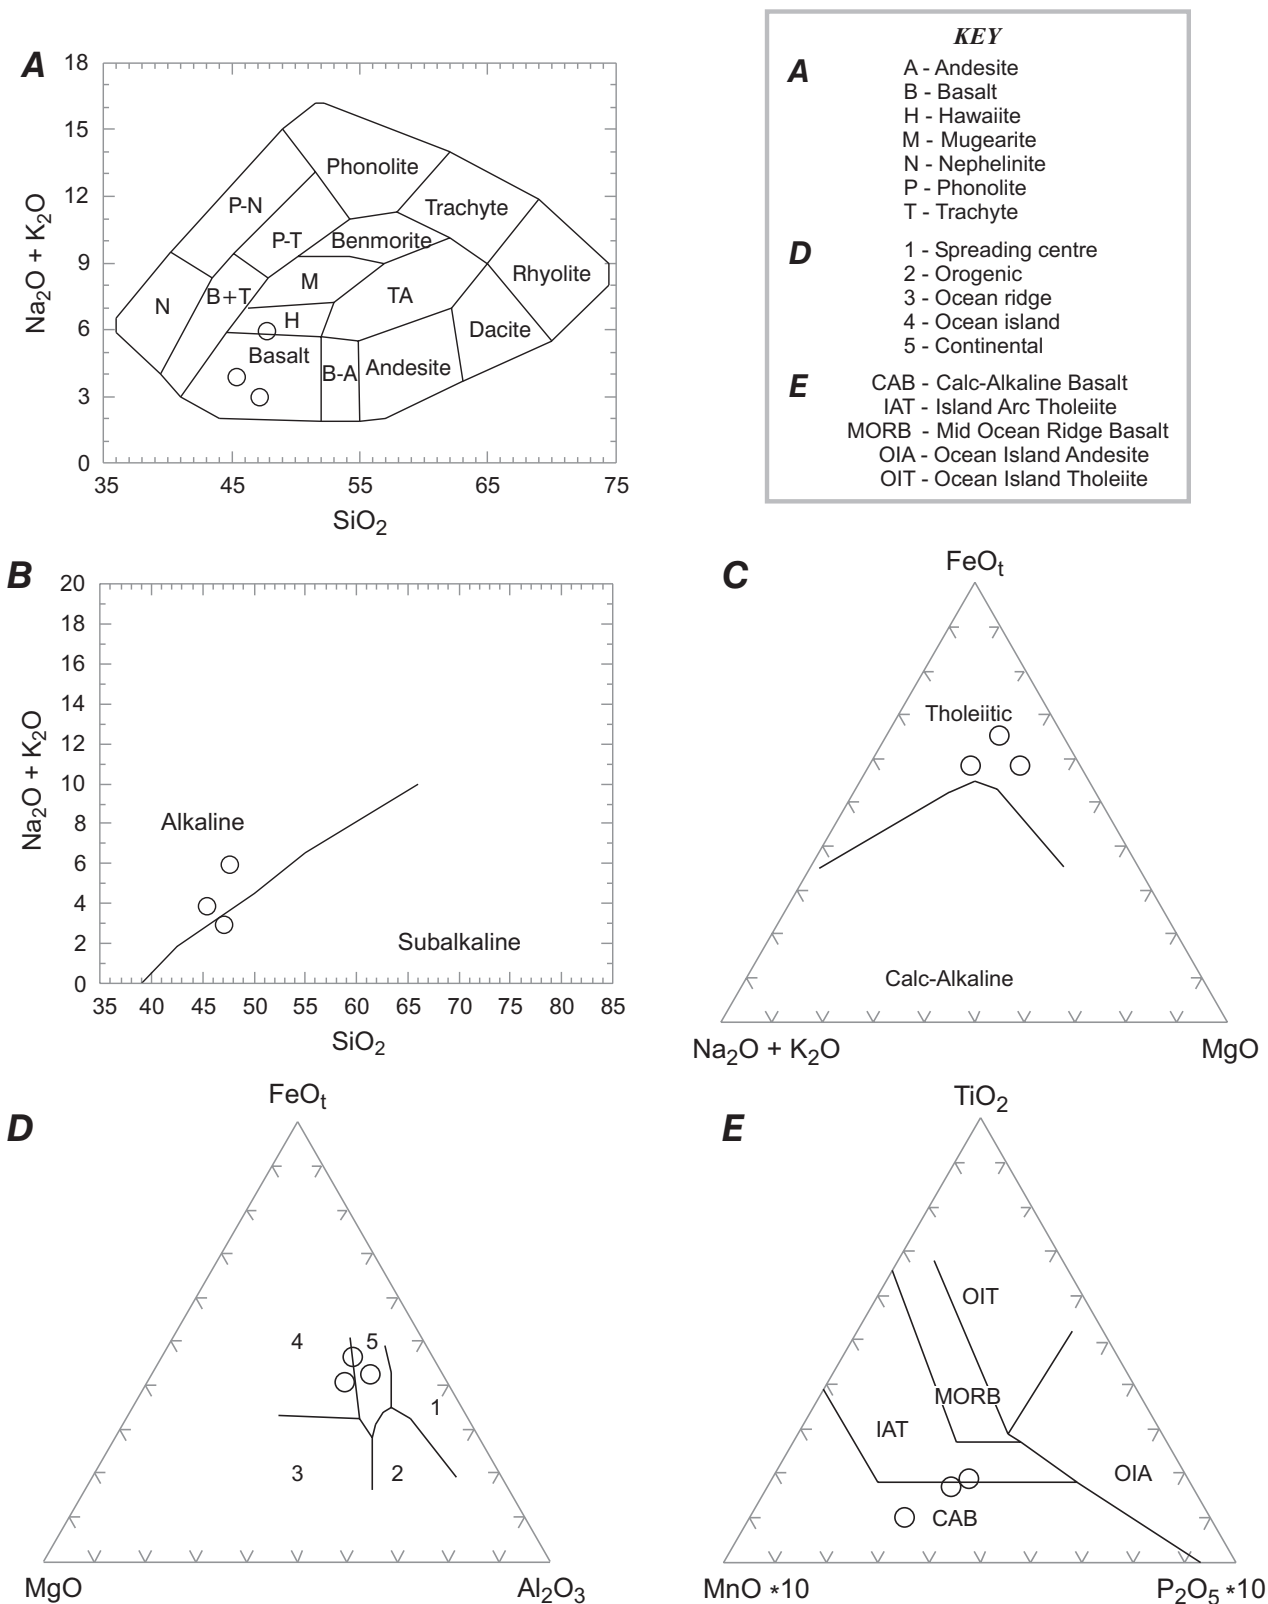 A
18
15
12
9
6
3
0
Na2O + K2O
35 45 55 65 75
SiO2
Phonolite
P-N
Trachyte
P-T
Benmorite
Rhyolite
N
B+T
M
TA
H
Dacite
Basalt
B-A
Andesite
KEY
A
A - Andesite
B - Basalt
H - Hawaiite
M - Mugearite
N - Nephelinite
P - Phonolite
T - Trachyte
D
1 - Spreading centre
2 - Orogenic
3 - Ocean ridge
4 - Ocean island
5 - Continental
E
CAB - Calc-Alkaline Basalt
IAT - Island Arc Tholeiite
MORB - Mid Ocean Ridge Basalt
OIA - Ocean Island Andesite
OIT - Ocean Island Tholeiite
B
20
18
16
14
12
10
8
6
4
2
0
Na2O + K2O
35 40 45 50 55 60 65 70 75 80 85
SiO2
Alkaline
Subalkaline
C
FeOt
Tholeiitic
Calc-Alkaline
Na2O + K2O
MgO
D
FeOt
4
5
1
3
2
MgO
Al2O3
E
TiO2
OIT
MORB
IAT
OIA
CAB
MnO *10
P2O5 *10